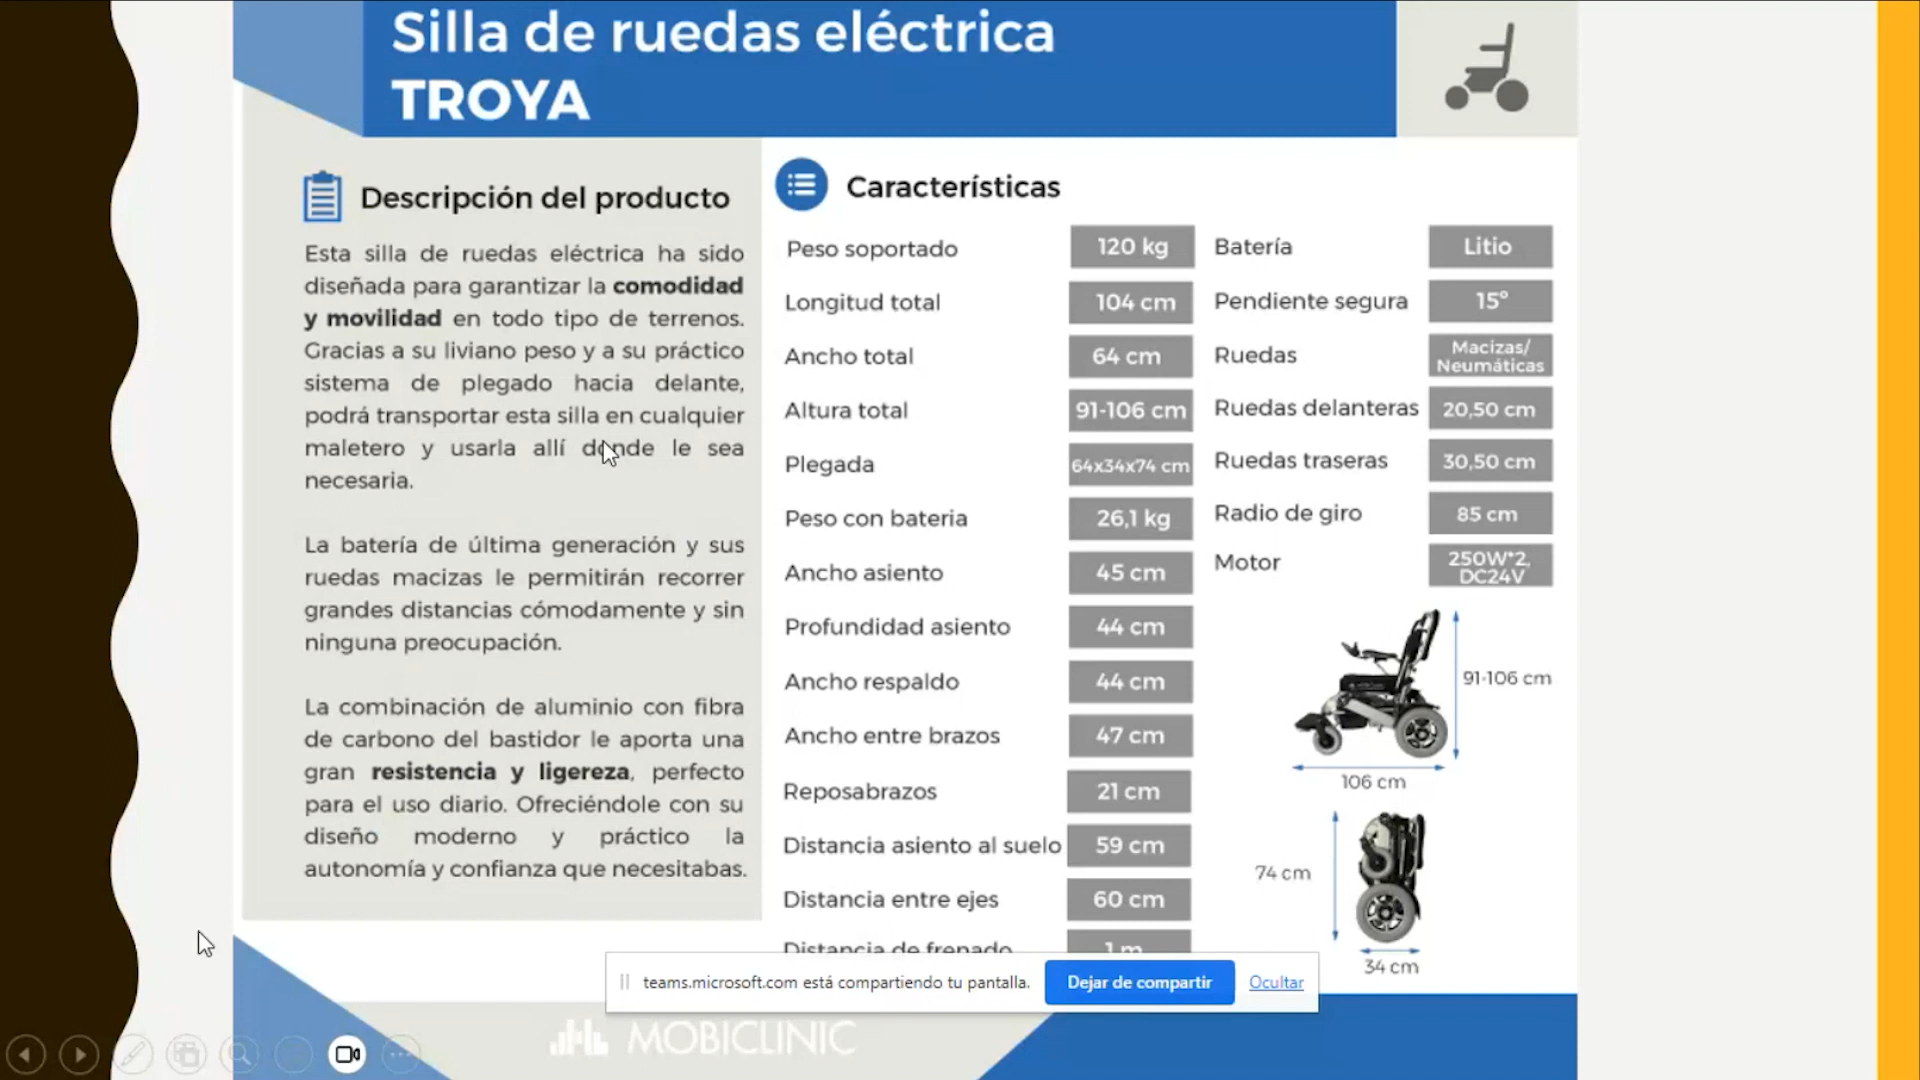 Silla de ruedas eléctrica
TROYA
Descripción del producto
Esta silla de ruedas eléctrica ha sido
diseñada para garantizar la comodidad
y movilidad en todo tipo de terrenos.
Gracias a su liviano peso y a su práctico
sistema de plegado hacia delante,
podrá transportar esta silla en cualquier
maletero y usarla allí donde le sea
necesaria.
La batería de última generación y sus
ruedas macizas le permitirán recorrer
grandes distancias cómodamente y sin
ninguna preocupación.
La combinación de aluminio con fibra
de carbono del bastidor le aporta una
gran resistencia y ligereza, perfecto
para el uso diario. Ofreciéndole con su
diseño moderno y práctico la
autonomía y confianza que necesitabas.
Características
Peso soportado 120 kg
Longitud total 104 cm
Ancho total 64 cm
Altura total 91-106 cm
Plegada 64x34x74 cm
Peso con bateria 26,1 kg
Ancho asiento 45 cm
Profundidad asiento 44 cm
Ancho respaldo 44 cm
Ancho entre brazos 47 cm
Reposabrazos 21 cm
Distancia asiento al suelo 59 cm
Distancia entre ejes 60 cm
Distancia de frenado 1 m
Batería Litio
Pendiente segura 15º
Ruedas Macizas/
Neumáticas
Ruedas delanteras 20,50 cm
Ruedas traseras 30,50 cm
Radio de giro 85 cm
Motor 250W*2,
DC24V
91-106 cm
106 cm
74 cm
34 cm
teams.microsoft.com está compartiendo tu pantalla.
Dejar de compartir
Ocultar
MOBICLINIC